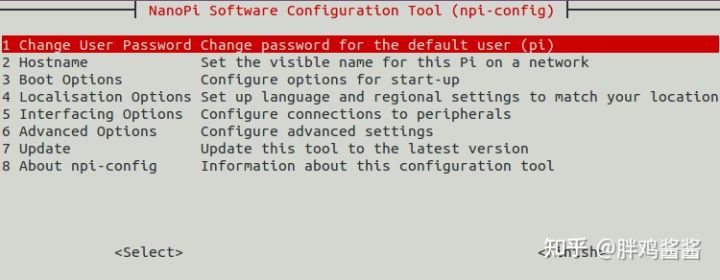 NanoPi Software Configuration Tool (npi-config)
1 Change User Password Change password for the default user (pi)
2 Hostname Set the visible name for this Pi on a network
3 Boot Options Configure options for start-up
4 Localisation Options Set up language and regional settings to match your location
5 Interfacing Options Configure connections to peripherals
6 Advanced Options Configure advanced settings
7 Update Update this tool to the latest version
8 About npi-config Information about this configuration tool
<Select> <Finish>
知乎 @胖鸡酱酱